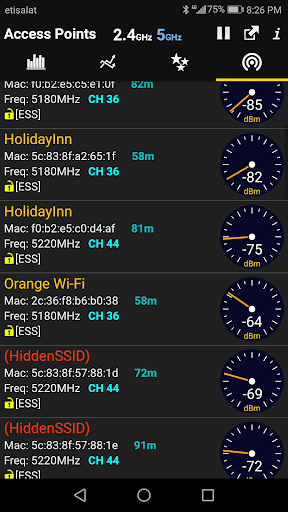 etisalat
4G 75% 8:26 PM
Access Points 2.4GHz 5GHz
Mac: f0:b2:e5:c5:e1:0f 82m
Freq: 5180MHz CH 36
[ESS]
-85
dBm
HolidayInn
Mac: 5c:83:8f:a2:65:1f 58m
Freq: 5180MHz CH 36
[ESS]
-82
dBm
HolidayInn
Mac: f0:b2:e5:c0:d4:af 81m
Freq: 5220MHz CH 44
[ESS]
-75
dBm
Orange Wi-Fi
Mac: 2c:36:f8:b6:b0:38 58m
Freq: 5180MHz CH 36
[ESS]
-64
dBm
(HiddenSSID)
Mac: 5c:83:8f:57:88:1d 72m
Freq: 5220MHz CH 44
[ESS]
-69
dBm
(HiddenSSID)
Mac: 5c:83:8f:57:88:1e 91m
Freq: 5220MHz CH 44
[ESS]
-72
dBm